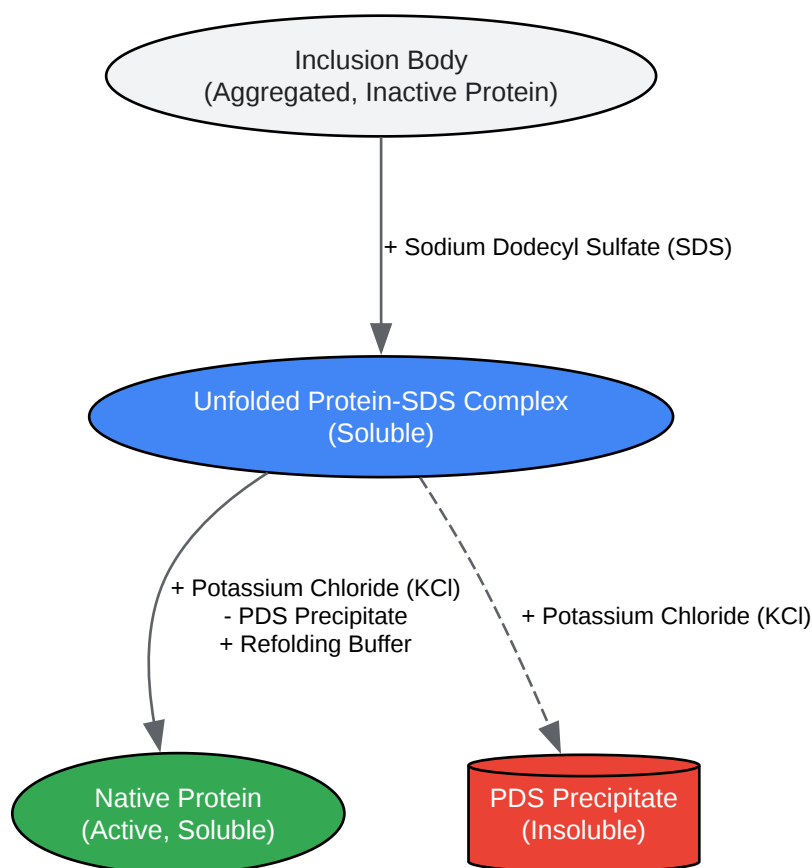 Inclusion Body
(Aggregated, Inactive Protein)
+ Sodium Dodecyl Sulfate (SDS)
Unfolded Protein-SDS Complex
(Soluble)
+ Potassium Chloride (KCl)
- PDS Precipitate
+ Refolding Buffer
+ Potassium Chloride (KCl)
Native Protein
(Active, Soluble)
PDS Precipitate
(Insoluble)